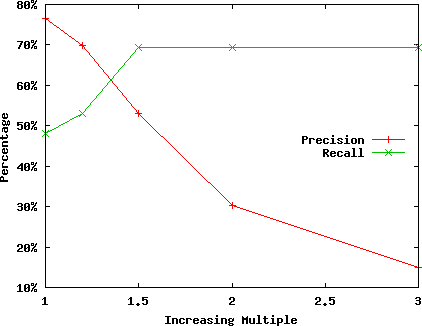 80%
70%
60%
50%
40%
30%
20%
10%
Percentage
Precision
Recall
1 1.5 2 2.5 3
Increasing Multiple